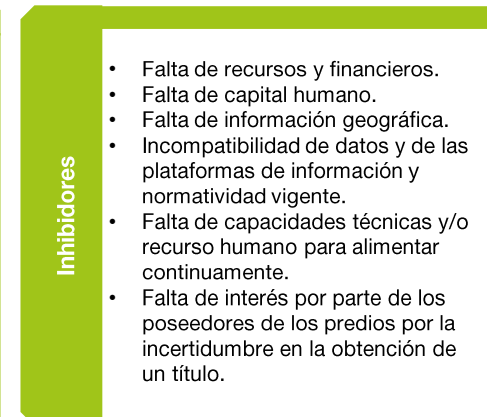 Inhibidores
• Falta de recursos y financieros.
• Falta de capital humano.
• Falta de información geográfica.
• Incompatibilidad de datos y de las
plataformas de información y
normatividad vigente.
• Falta de capacidades técnicas y/o
recurso humano para alimentar
continuamente.
• Falta de interés por parte de los
poseedores de los predios por la
incertidumbre en la obtención de
un título.